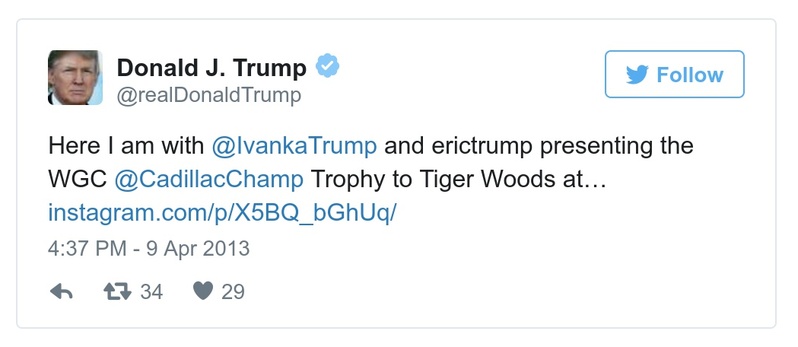 Donald J. Trump
@realDonaldTrump
Follow
Here I am with @IvankaTrump and erictrump presenting the
WGC @CadillacChamp Trophy to Tiger Woods at…
instagram.com/p/X5BQ_bGhUq/
4:37 PM - 9 Apr 2013
34 29